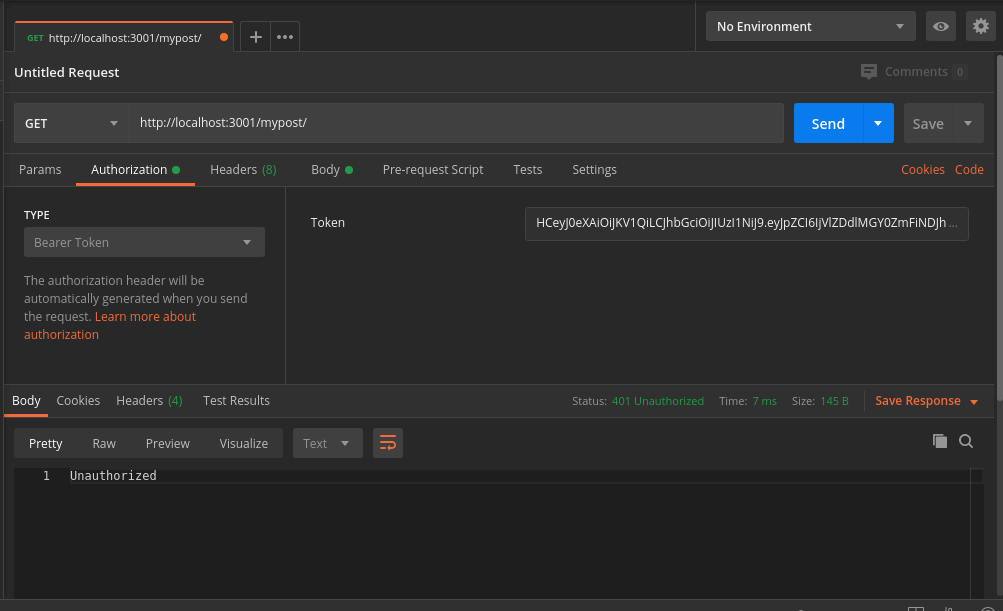 GET http://localhost:3001/mypost/
No Environment
Untitled Request
Comments 0
GET http://localhost:3001/mypost/ Send Save
Params Authorization Headers (8) Body Pre-request Script Tests Settings Cookies Code
TYPE
Bearer Token
The authorization header will be
automatically generated when you send
the request. Learn more about
authorization
Token HCeyJ0eXAiOiJKV1QiLCJhbGciOiJIUzI1NiJ9.eyJpZCI6IjVlZDdlMGY0ZmFiNDJh ...
Body Cookies Headers (4) Test Results Status: 401 Unauthorized Time: 7 ms Size: 145 B Save Response
Pretty Raw Preview Visualize Text
1 Unauthorized